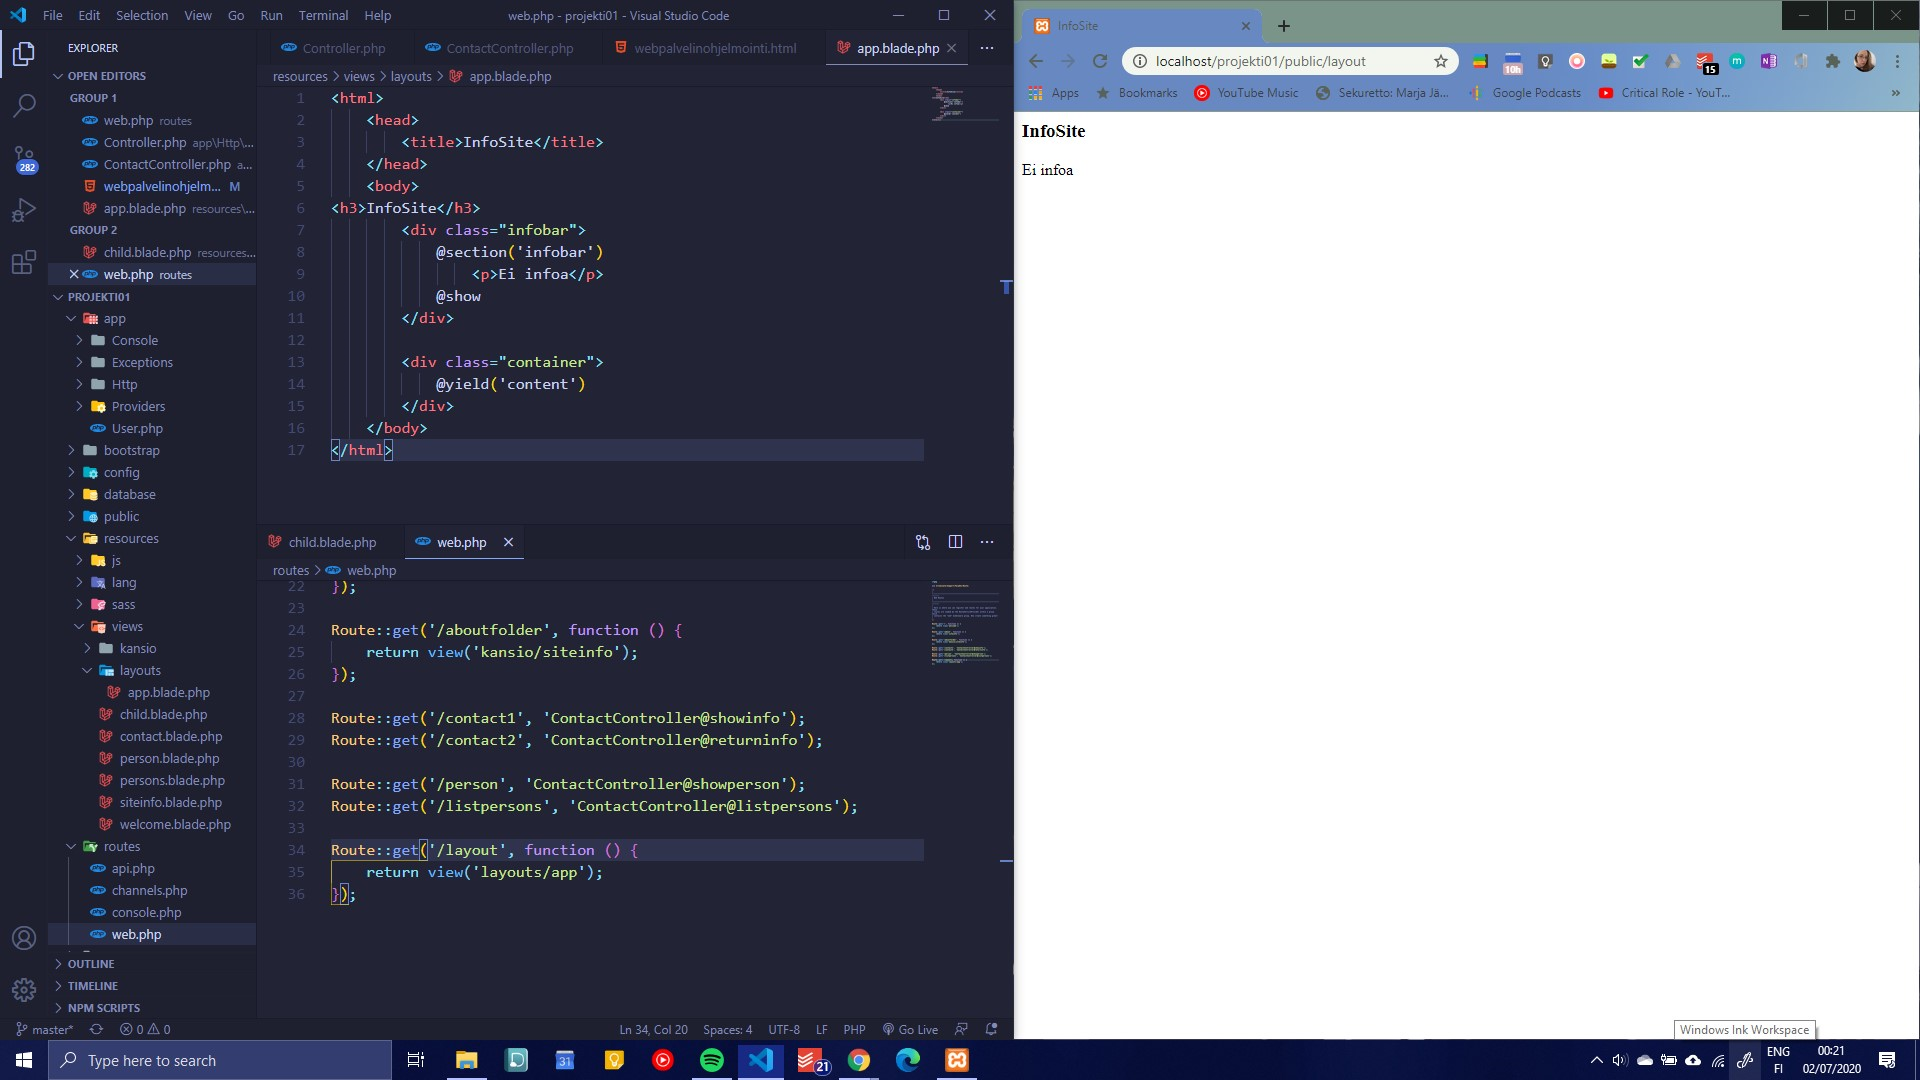 File Edit Selection View Go Run Terminal Help
web.php - projekti01 - Visual Studio Code
EXPLORER
OPEN EDITORS
GROUP 1
web.php routes
Controller.php app\Http\...
ContactController.php a...
webpalvelinohjelm... M
app.blade.php resources\...
GROUP 2
child.blade.php resources...
web.php routes
PROJEKTI01
app
Console
Exceptions
Http
Providers
User.php
bootstrap
config
database
public
resources
js
lang
sass
views
kansio
layouts
app.blade.php
child.blade.php
contact.blade.php
person.blade.php
persons.blade.php
siteinfo.blade.php
welcome.blade.php
routes
api.php
channels.php
console.php
web.php
OUTLINE
TIMELINE
NPM SCRIPTS
282
Controller.php ContactController.php webpalvelinohjelmointi.html app.blade.php
resources > views > layouts > app.blade.php
1 <html>
2 <head>
3 <title>InfoSite</title>
4 </head>
5 <body>
6 <h3>InfoSite</h3>
7 <div class="infobar">
8 @section('infobar')
9 <p>Ei infoa</p>
10 @show
11 </div>
12
13 <div class="container">
14 @yield('content')
15 </div>
16 </body>
17 </html>
child.blade.php web.php
routes > web.php
22 });
23
24 Route::get('/aboutfolder', function () {
25 return view('kansio/siteinfo');
26 });
27
28 Route::get('/contact1', 'ContactController@showinfo');
29 Route::get('/contact2', 'ContactController@returninfo');
30
31 Route::get('/person', 'ContactController@showperson');
32 Route::get('/listpersons', 'ContactController@listpersons');
33
34 Route::get('/layout', function () {
35 return view('layouts/app');
36 });
master* 0 0 Ln 34, Col 20 Spaces: 4 UTF-8 LF PHP Go Live
InfoSite
localhost/projekti01/public/layout
10h
15
Apps Bookmarks YouTube Music Sekuretto: Marja Jä... Google Podcasts Critical Role - YouT...
InfoSite
Ei infoa
Windows Ink Workspace
Type here to search
31
21
ENG
FI
00:21
02/07/2020